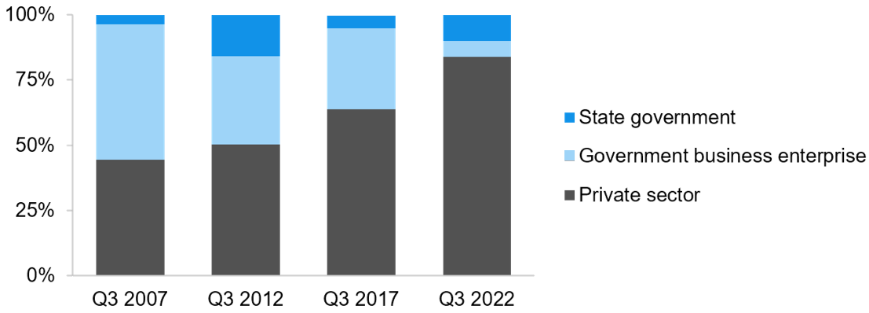 100%
75%
50%
25%
0%
Q3 2007 Q3 2012 Q3 2017 Q3 2022
State government
Government business enterprise
Private sector